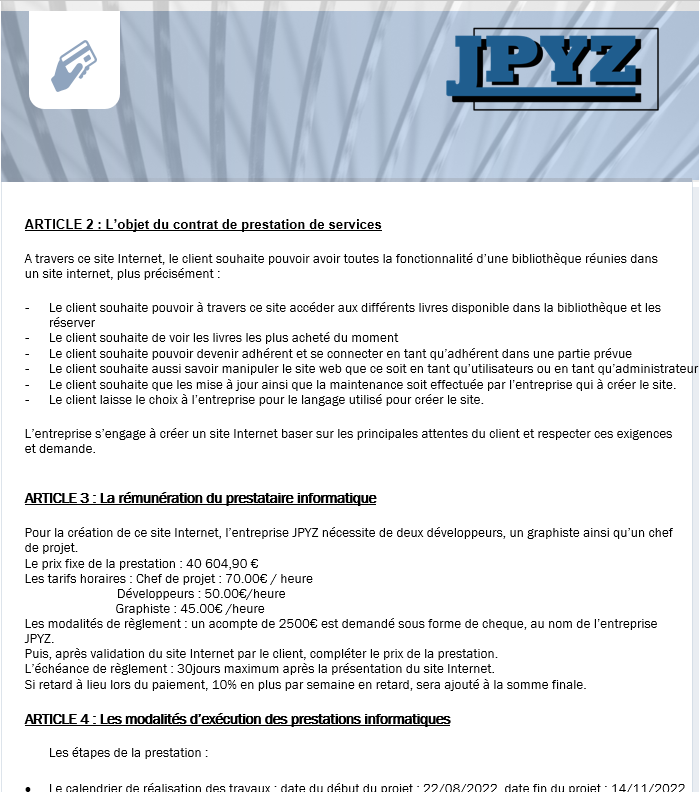 JPYZ
ARTICLE 2 : L'objet du contrat de prestation de services
A travers ce site Internet, le client souhaite pouvoir avoir toutes la fonctionnalité d'une bibliothèque réunies dans
un site internet, plus précisément :
- Le client souhaite pouvoir à travers ce site accéder aux différents livres disponible dans la bibliothèque et les
réserver
- Le client souhaite de voir les livres les plus acheté du moment
- Le client souhaite pouvoir devenir adhérent et se connecter en tant qu'adhérent dans une partie prévue
- Le client souhaite aussi savoir manipuler le site web que ce soit en tant qu'utilisateurs ou en tant qu'administrateur
- Le client souhaite que les mise à jour ainsi que la maintenance soit effectuée par l'entreprise qui à créer le site.
- Le client laisse le choix à l'entreprise pour le langage utilisé pour créer le site.
L'entreprise s'engage à créer un site Internet baser sur les principales attentes du client et respecter ces exigences
et demande.
ARTICLE 3 : La rémunération du prestataire informatique
Pour la création de ce site Internet, l'entreprise JPYZ nécessite de deux développeurs, un graphiste ainsi qu'un chef
de projet.
Le prix fixe de la prestation : 40 604,90 €
Les tarifs horaires : Chef de projet : 70.00€ / heure
Développeurs : 50.00€/heure
Graphiste : 45.00€ /heure
Les modalités de règlement : un acompte de 2500€ est demandé sous forme de cheque, au nom de l'entreprise
JPYZ.
Puis, après validation du site Internet par le client, compléter le prix de la prestation.
L'échéance de règlement : 30jours maximum après la présentation du site Internet.
Si retard à lieu lors du paiement, 10% en plus par semaine en retard, sera ajouté à la somme finale.
ARTICLE 4 : Les modalités d'exécution des prestations informatiques
Les étapes de la prestation :
• Le calendrier de réalisation des travaux : date du début du projet : 22/08/2022, date fin du projet : 14/11/2022